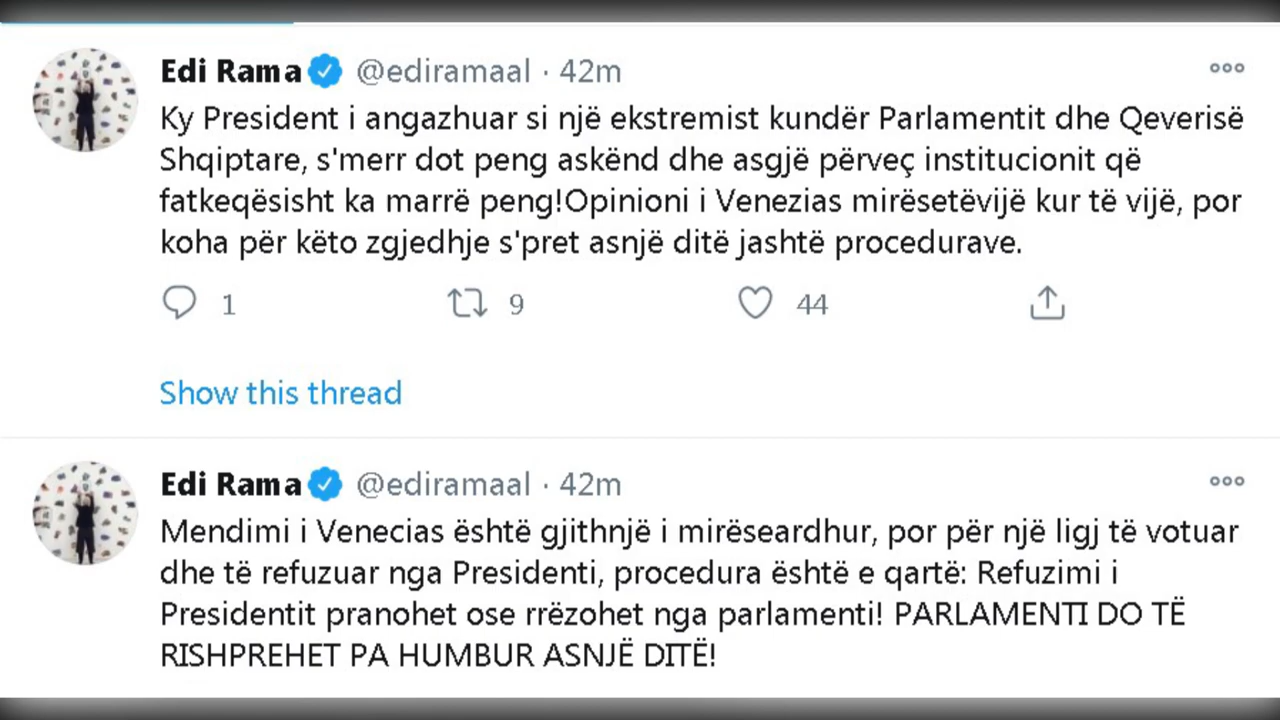 Edi Rama @ediramaal · 42m
Ky President i angazhuar si një ekstremist kundër Parlamentit dhe Qeverisë
Shqiptare, s'merr dot peng askënd dhe asgjë përveç institucionit që
fatkeqësisht ka marrë peng!Opinioni i Venezias mirësetëvijë kur të vijë, por
koha për këto zgjedhje s'pret asnjë ditë jashtë procedurave.
1 9 44
Show this thread
Edi Rama @ediramaal · 42m
Mendimi i Venecias është gjithnjë i mirëseardhur, por për një ligj të votuar
dhe të refuzuar nga Presidenti, procedura është e qartë: Refuzimi i
Presidentit pranohet ose rrëzohet nga parlamenti! PARLAMENTI DO TË
RISHPREHET PA HUMBUR ASNJË DITË!